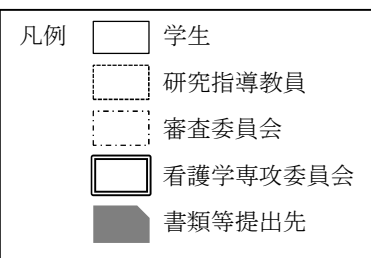 凡例 学生
研究指導教員
審査委員会
看護学専攻委員会
書類等提出先